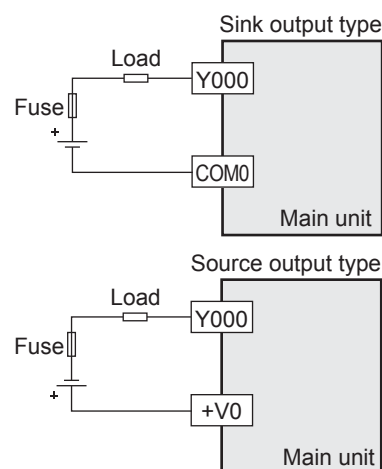 Sink output type
Load
Y000
Fuse
+
COM0
Main unit
Source output type
Load
Y000
Fuse
+
+V0
Main unit